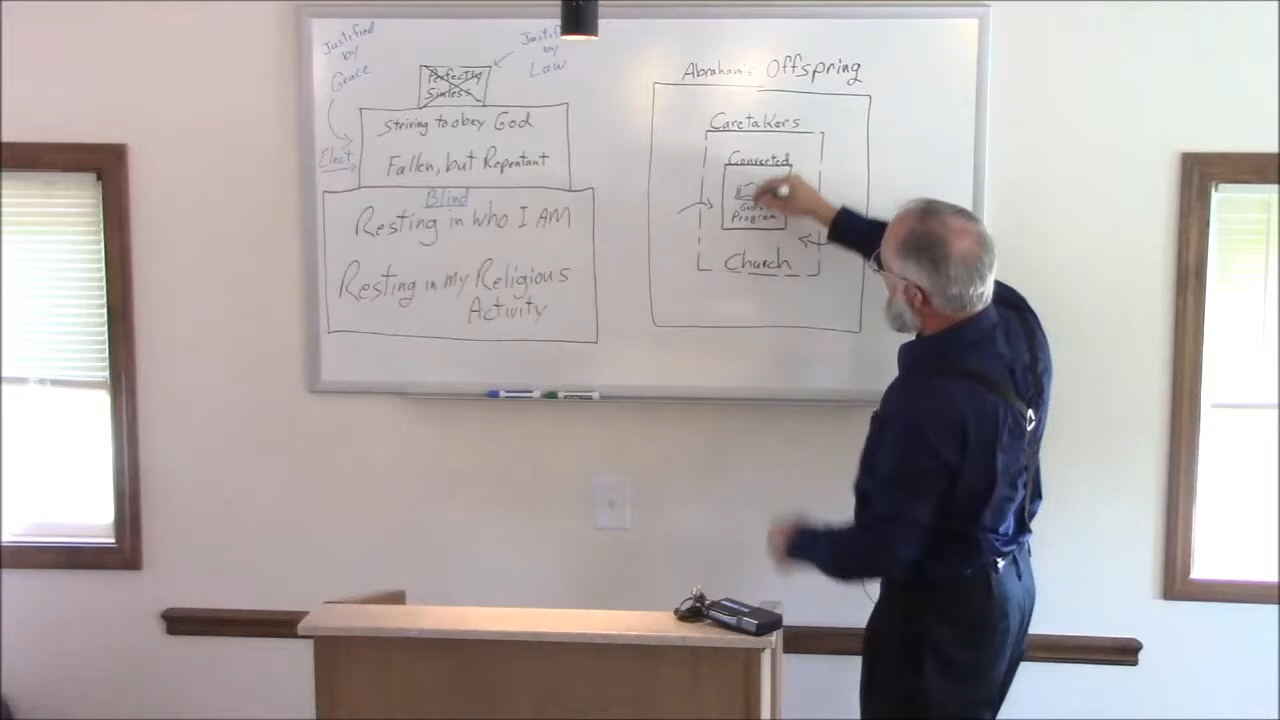 Justified
by
Grace
Elect
by
Law
Perfectly
Sinless
Striving to obey God
Fallen, but Repentant
Blind
Resting in who I AM
Resting in my Religious
Activity
Abraham's Offspring
Caretakers
Converted
God's
Program
Church